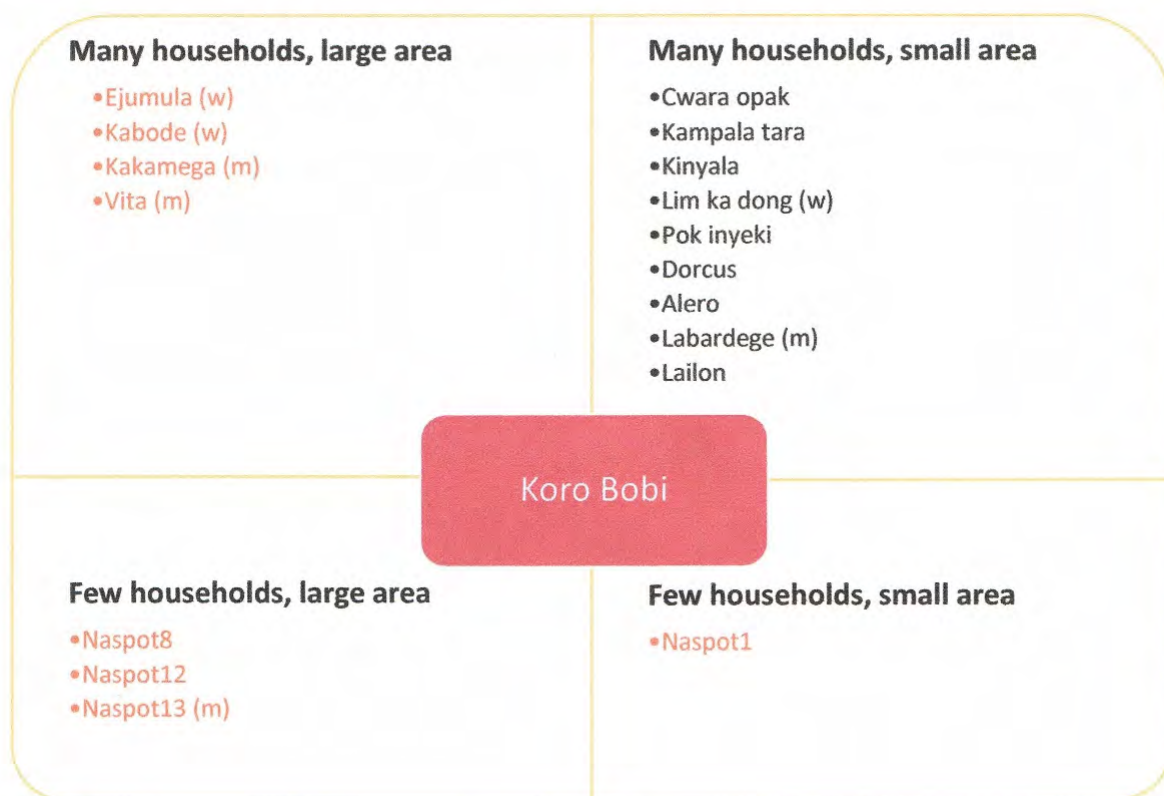 Many households, large area
•Ejumula (w)
•Kabode (w)
•Kakamega (m)
•Vita (m)
Many households, small area
•Cwara opak
•Kampala tara
•Kinyala
•Lim ka dong (w)
•Pok inyeki
•Dorcus
•Alero
•Labardege (m)
•Lailon
Koro Bobi
Few households, large area
•Naspot8
•Naspot12
•Naspot13 (m)
Few households, small area
•Naspot1